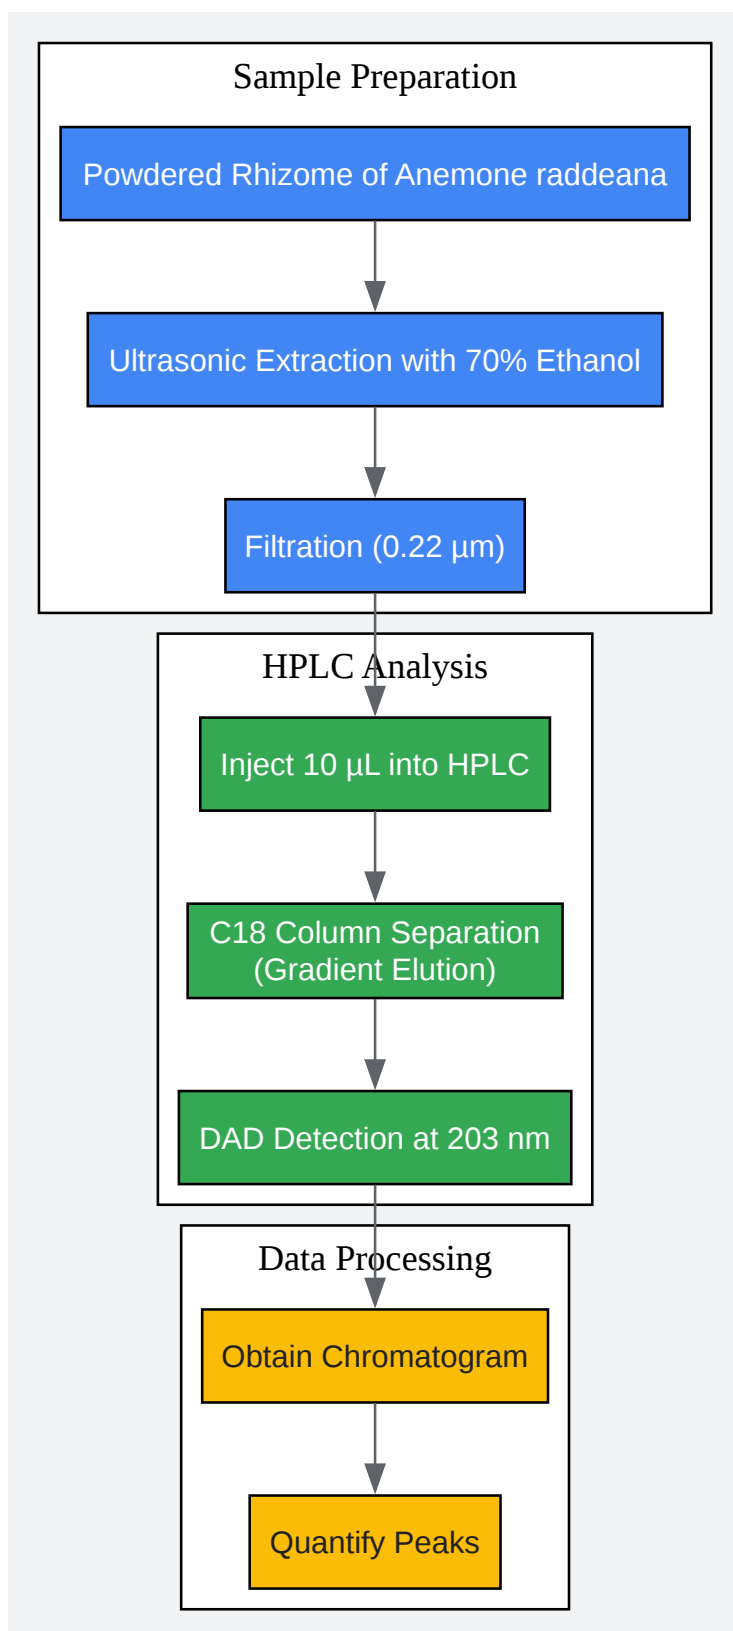 Sample Preparation
Powdered Rhizome of Anemone raddeana
Ultrasonic Extraction with 70% Ethanol
Filtration (0.22 µm)
HPLC Analysis
Inject 10 µL into HPLC
C18 Column Separation
(Gradient Elution)
DAD Detection at 203 nm
Data Processing
Obtain Chromatogram
Quantify Peaks